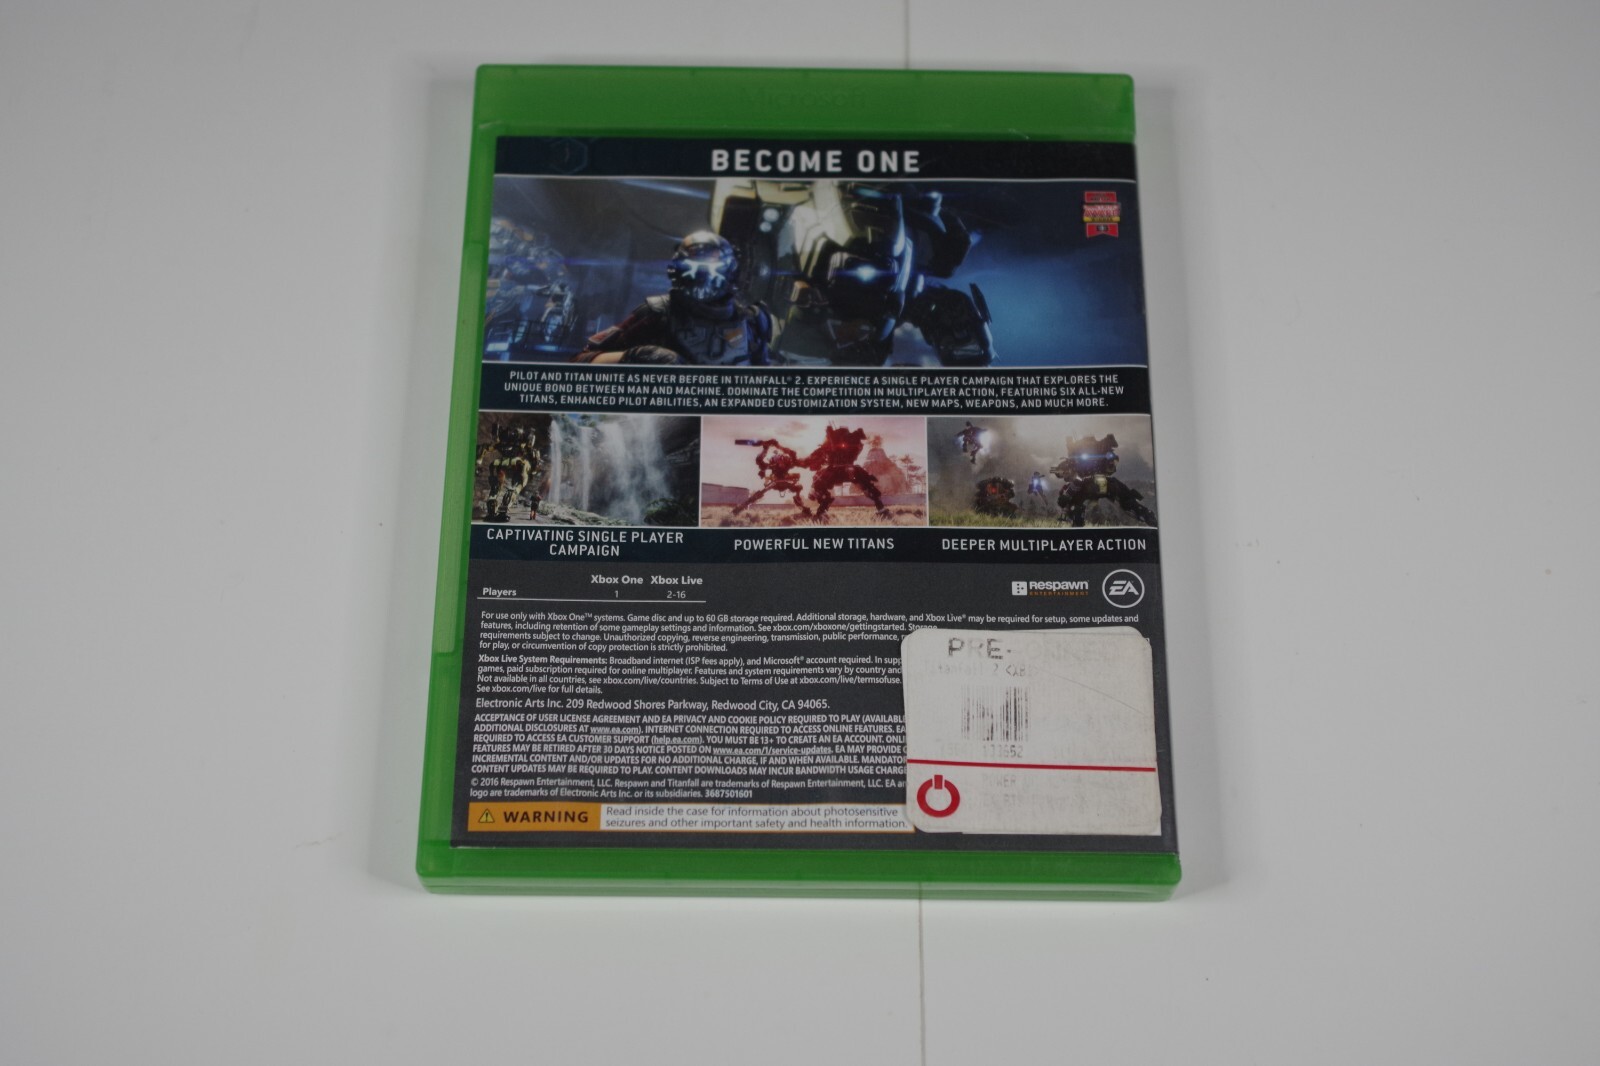 Microsoft
BECOME ONE
PILOT AND TITAN UNITE AS NEVER BEFORE IN TITANFALL® 2. EXPERIENCE A SINGLE PLAYER CAMPAIGN THAT EXPLORES THE
UNIQUE BOND BETWEEN MAN AND MACHINE. DOMINATE THE COMPETITION IN MULTIPLAYER ACTION, FEATURING SIX ALL-NEW
TITANS, ENHANCED PILOT ABILITIES, AN EXPANDED CUSTOMIZATION SYSTEM, NEW MAPS, WEAPONS, AND MUCH MORE.
CAPTIVATING SINGLE PLAYER
CAMPAIGN
POWERFUL NEW TITANS
DEEPER MULTIPLAYER ACTION
Xbox One Xbox Live
Players 1 2-16
RESPAWN
ENTERTAINMENT
EA
For use only with Xbox One™ systems. Game disc and up to 60 GB storage required. Additional storage, hardware, and Xbox Live® may be required for setup, some updates and
features, including retention of some gameplay settings and information. See xbox.com/xboxone/gettingstarted. Storage
requirements subject to change. Unauthorized copying, reverse engineering, transmission, public performance,
for play, or circumvention of copy protection is strictly prohibited.
Xbox Live System Requirements: Broadband internet (ISP fees apply), and Microsoft® account required. In
games, paid subscription required for online multiplayer. Features and system requirements vary by country and
Not available in all countries, see xbox.com/live/countries. Subject to Terms of Use at xbox.com/live/termsofuse.
See xbox.com/live for full details.
Electronic Arts Inc. 209 Redwood Shores Parkway, Redwood City, CA 94065.
ACCEPTANCE OF USER LICENSE AGREEMENT AND EA PRIVACY AND COOKIE POLICY REQUIRED TO PLAY
ADDITIONAL DISCLOSURES AT www.ea.com). INTERNET CONNECTION REQUIRED TO ACCESS ONLINE FEATURES.
REQUIRED TO ACCESS EA CUSTOMER SUPPORT (help.ea.com). YOU MUST BE 13+ TO CREATE AN EA ACCOUNT.
FEATURES MAY BE RETIRED AFTER 30 DAYS NOTICE POSTED ON www.ea.com/1/service-updates. EA MAY PROVIDE
INCREMENTAL CONTENT AND/OR UPDATES FOR NO ADDITIONAL CHARGE, IF AND WHEN AVAILABLE.
CONTENT UPDATES MAY BE REQUIRED TO PLAY. CONTENT DOWNLOADS MAY INCUR BANDWIDTH USAGE
© 2016 Respawn Entertainment, LLC. Respawn and Titanfall are trademarks of Respawn Entertainment, LLC. EA
logo are trademarks of Electronic Arts Inc. or its subsidiaries. 3687501601
WARNING
Read inside the case for information about photosensitive
seizures and other important safety and health information.
PRE-
Titanfall 2